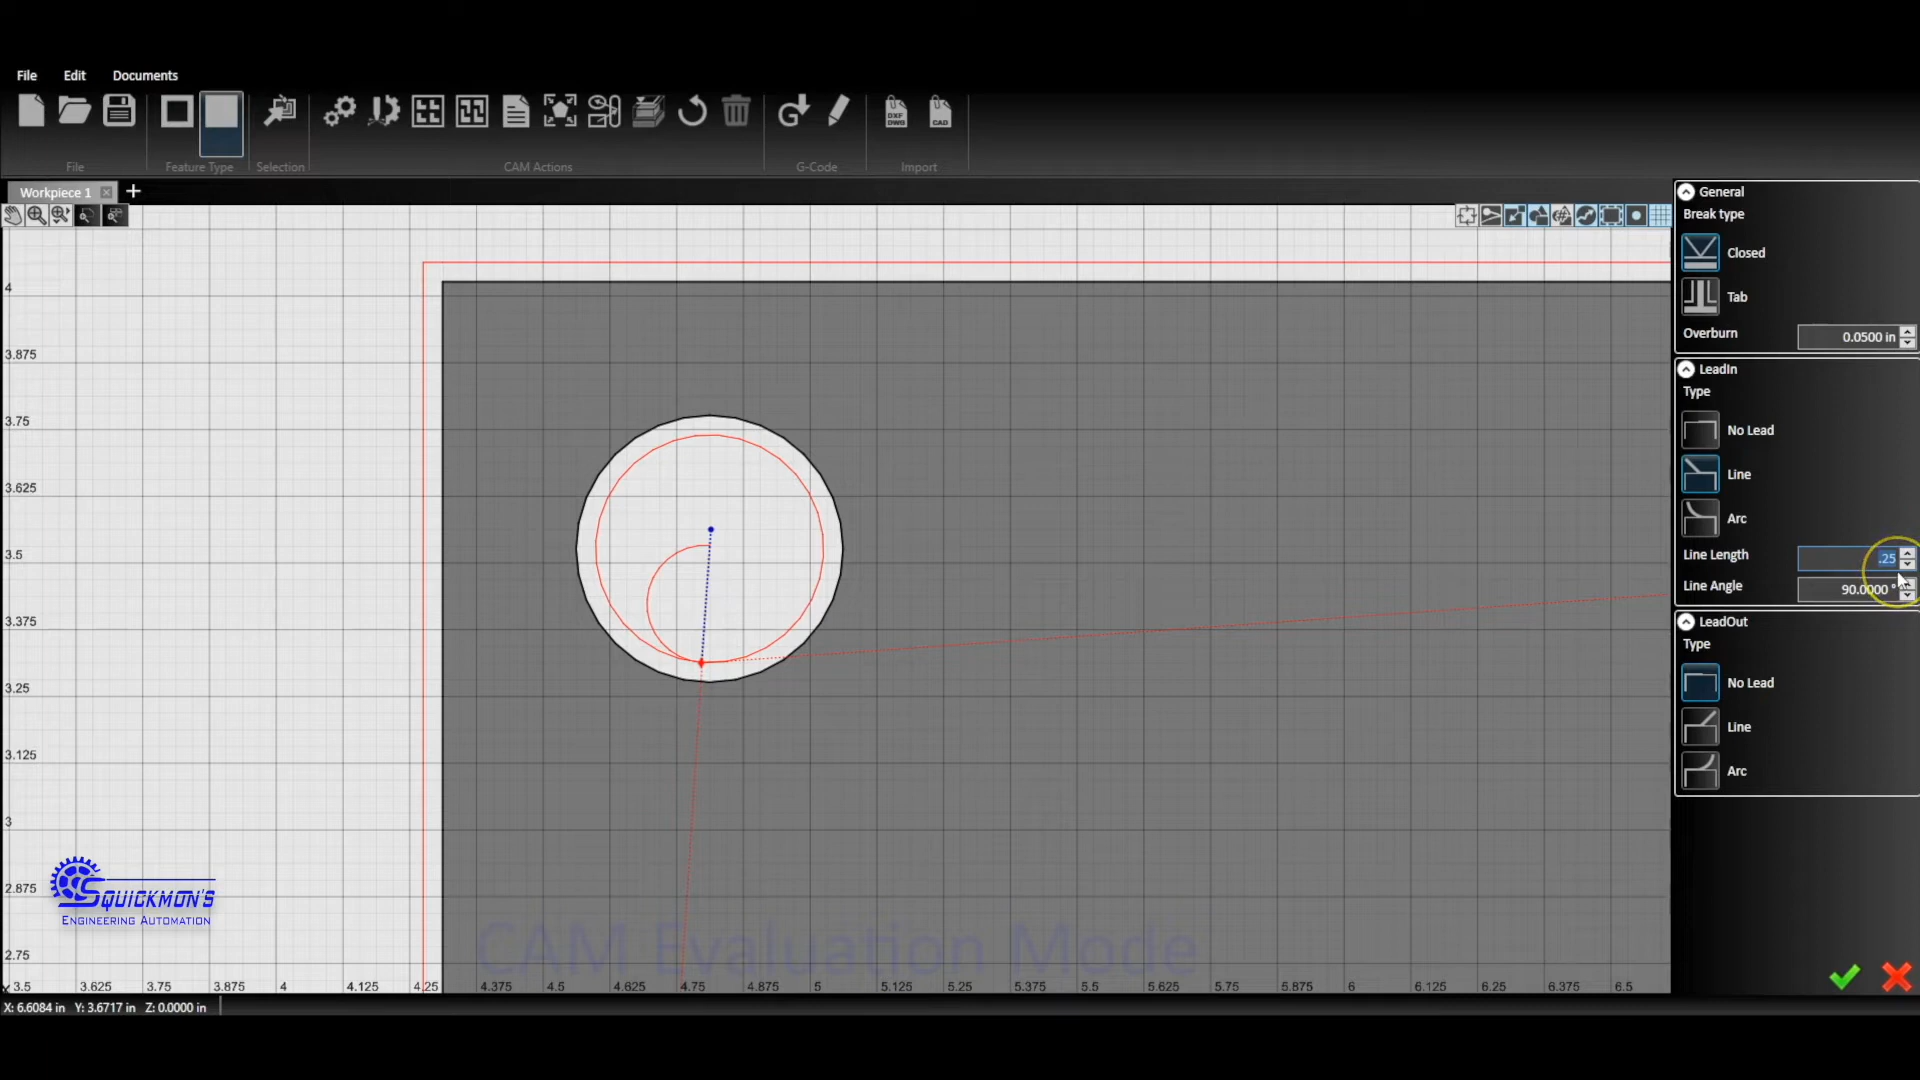 File Edit Documents
File Feature Type Selection CAM Actions G-Code Import
DXF DWG CAD
Workpiece 1
General
Break type
Closed
Tab
Overburn 0.0500 in
LeadIn
Type
No Lead
Line
Arc
Line Length .25
Line Angle 90.0000 °
LeadOut
Type
No Lead
Line
Arc
4
3.875
3.75
3.625
3.5
3.375
3.25
3.125
3
2.875
2.75
3.5 3.625 3.75 3.875 4 4.125 4.25 4.375 4.5 4.625 4.75 4.875 5 5.125 5.25 5.375 5.5 5.625 5.75 5.875 6 6.125 6.25 6.375 6.5
SQUICKMON'S
ENGINEERING AUTOMATION
CAM Evaluation Mode
X: 6.6084 in Y: 3.6717 in Z: 0.0000 in